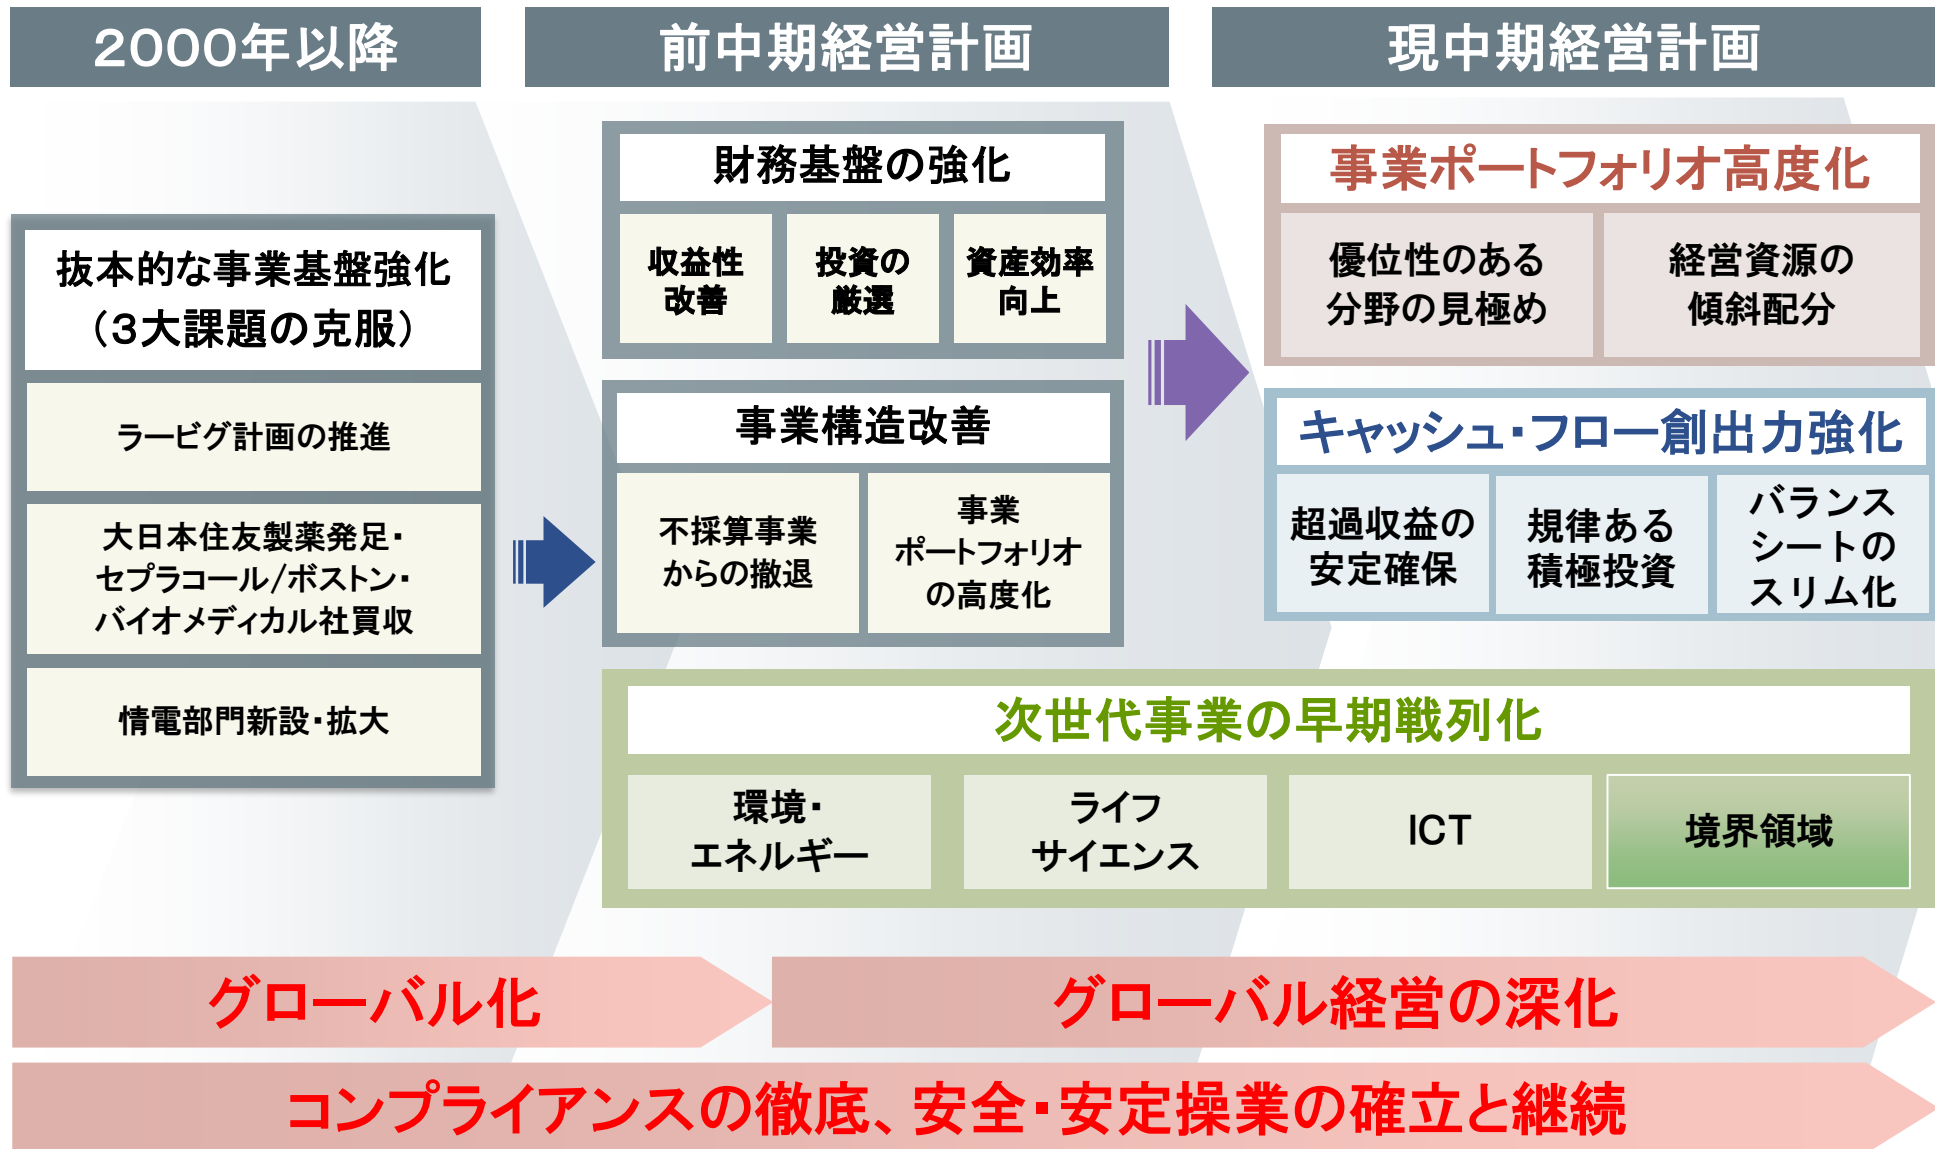 2000年以降
前中期経営計画
現中期経営計画
抜本的な事業基盤強化
（3大課題の克服）
ラービグ計画の推進
大日本住友製薬発足・
セプラコール/ボストン・
バイオメディカル社買収
情電部門新設・拡大
財務基盤の強化
収益性
改善
投資の
厳選
資産効率
向上
事業構造改善
不採算事業
からの撤退
事業
ポートフォリオ
の高度化
事業ポートフォリオ高度化
優位性のある
分野の見極め
経営資源の
傾斜配分
キャッシュ・フロー創出力強化
超過収益の
安定確保
規律ある
積極投資
バランス
シートの
スリム化
次世代事業の早期戦列化
環境・
エネルギー
ライフ
サイエンス
ICT
境界領域
グローバル化
グローバル経営の深化
コンプライアンスの徹底、安全・安定操業の確立と継続